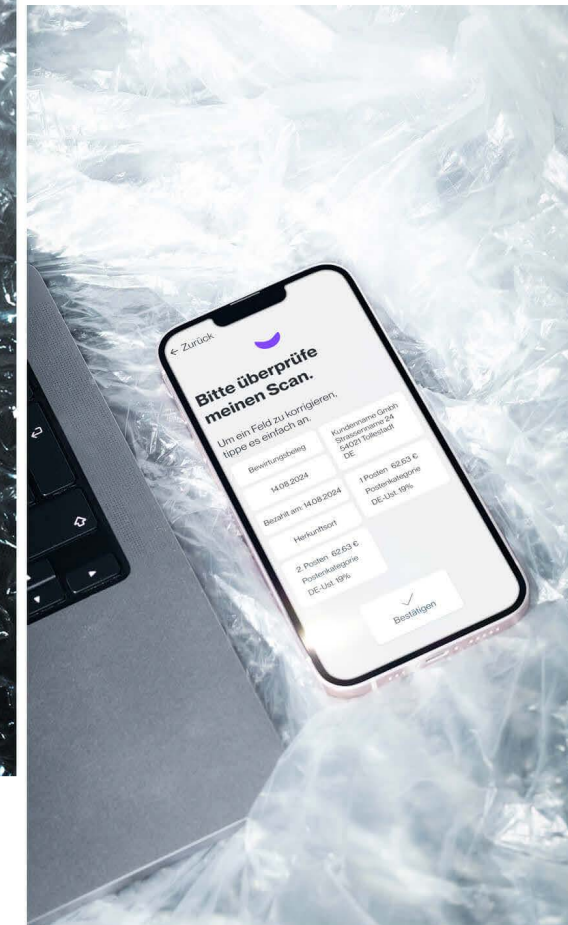 ← Zurück
Bitte überprüfe
meinen Scan.
Um ein Feld zu korrigieren,
tippe es einfach an.
Bewirtungsbeleg
14.08.2024
Bezahlt am: 14.08.2024
Herkunftsort
2. Posten 62.63 €
Postenkategorie
DE-Ust. 19%
Kundenname Gmbh
Strassenname 24
54021 Tollestadt
DE
1 Posten 62.63 €
Postenkategorie
DE-Ust. 19%
Bestätigen